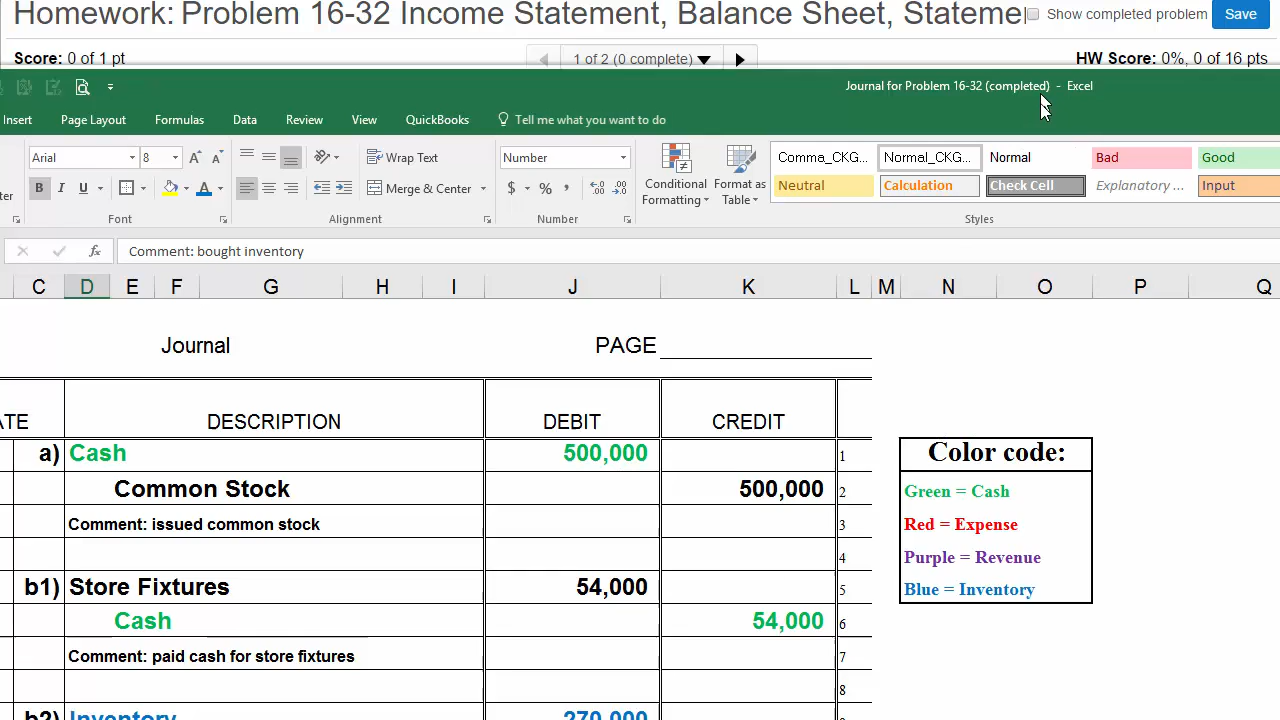 Homework: Problem 16-32 Income Statement, Balance Sheet, Stateme
Show completed problem
Save
Score: 0 of 1 pt
1 of 2 (0 complete)
HW Score: 0%, 0 of 16 pts
Journal for Problem 16-32 (completed) - Excel
Insert Page Layout Formulas Data Review View QuickBooks Tell me what you want to do
Arial 8 A A Wrap Text Number Conditional Formatting Format as Table Comma_CKG... Normal_CKG... Normal Bad Good
B I U A Merge & Center $ % , .00 Neutral Calculation Check Cell Explanatory ... Input
Font Alignment Number Styles
fx Comment: bought inventory
C D E F G H I J K L M N O P Q
Journal PAGE
ATE DESCRIPTION DEBIT CREDIT
a) Cash 500,000 1
Common Stock 500,000 2
Comment: issued common stock 3
4
b1) Store Fixtures 54,000 5
Cash 54,000 6
Comment: paid cash for store fixtures 7
8
b2) Inventory 270,000
Color code:
Green = Cash
Red = Expense
Purple = Revenue
Blue = Inventory